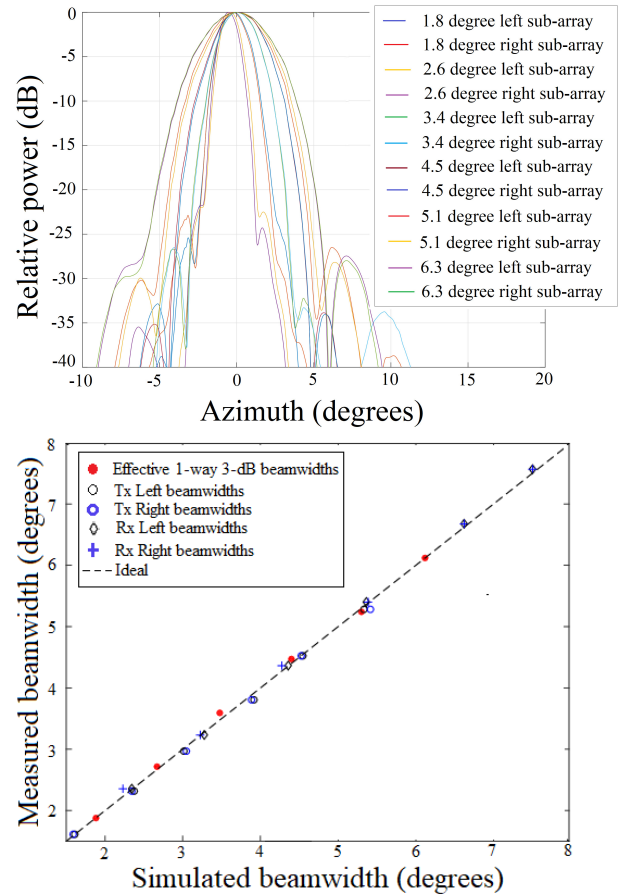 0
-5
-10
-15
-20
-25
-30
-35
-40
Relative power (dB)
-10 -5 0 5 10 15 20
Azimuth (degrees)
1.8 degree left sub-array
1.8 degree right sub-array
2.6 degree left sub-array
2.6 degree right sub-array
3.4 degree left sub-array
3.4 degree right sub-array
4.5 degree left sub-array
4.5 degree right sub-array
5.1 degree left sub-array
5.1 degree right sub-array
6.3 degree left sub-array
6.3 degree right sub-array
8
7
6
5
4
3
2
Measured beamwidth (degrees)
Effective 1-way 3-dB beamwidths
Tx Left beamwidths
Tx Right beamwidths
Rx Left beamwidths
Rx Right beamwidths
Ideal
2 3 4 5 6 7 8
Simulated beamwidth (degrees)